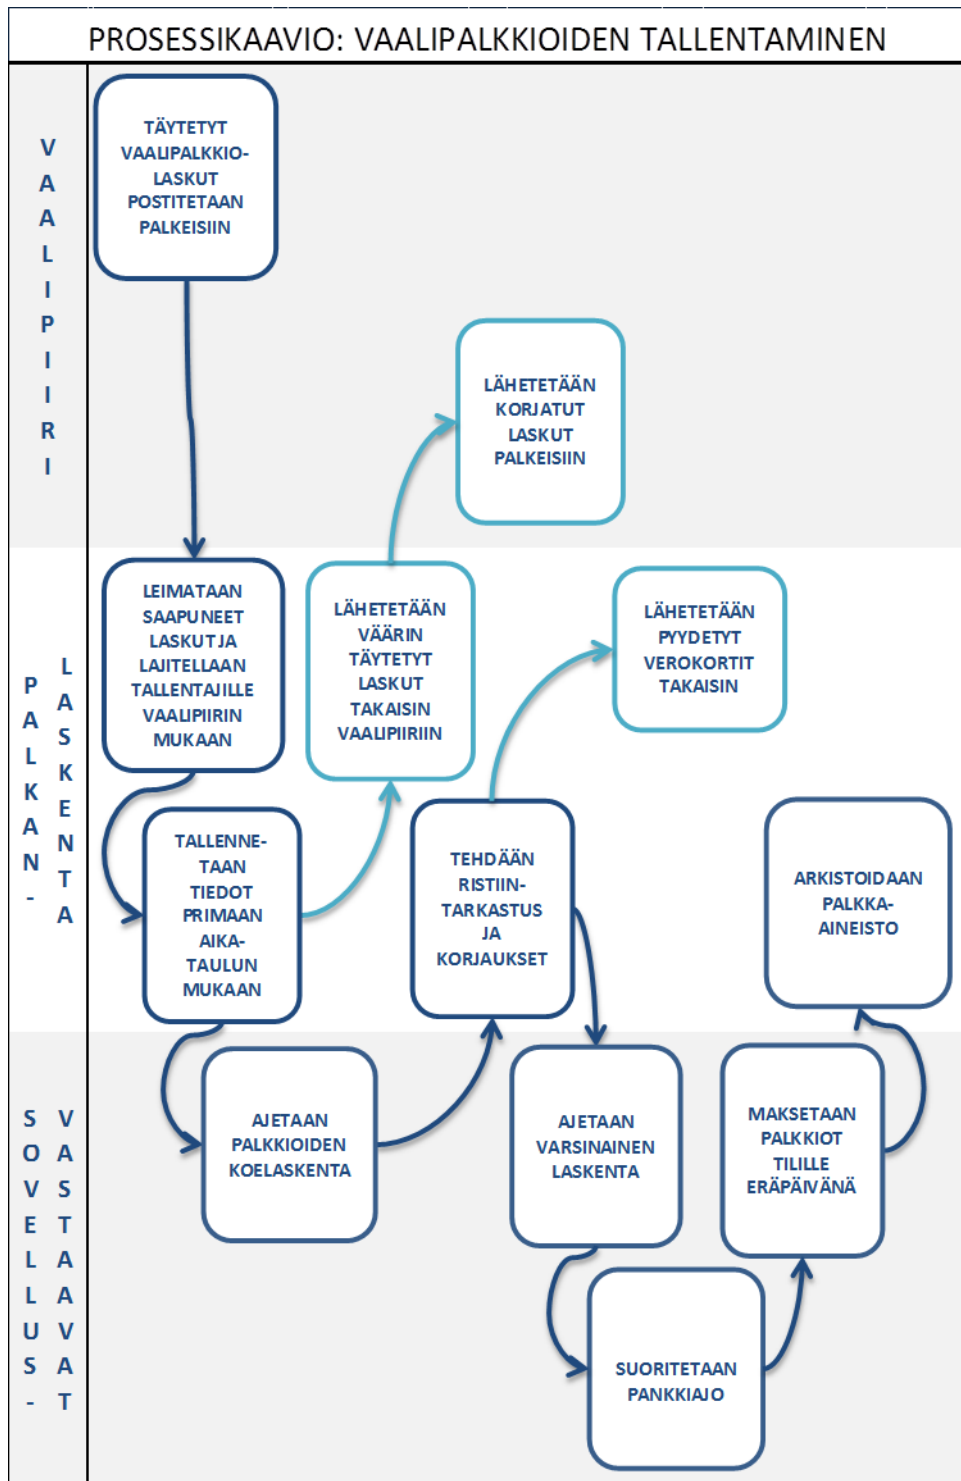 PROSESSIKAAVIO: VAALIPALKKIOIDEN TALLENTAMINEN
VAALIPIIRI
TÄYTETYT
VAALIPALKKIO-
LASKUT
POSTITETAAN
PALKEISIIN
LÄHETETÄÄN
KORJATUT
LASKUT
PALKEISIIN
PALKAN-
LASKENTA
LEIMATAAN
SAAPUNEET
LASKUT JA
LAJITELLAAN
TALLENTAJILLE
VAALIPIIRIN
MUKAAN
LÄHETETÄÄN
VÄÄRIN
TÄYTETYT
LASKUT
TAKAISIN
VAALIPIIRIIN
LÄHETETÄÄN
PYYDETYT
VEROKORTIT
TAKAISIN
TALLENNE-
TAAN
TIEDOT
PRIMAAN
AIKA-
TAULUN
MUKAAN
TEHDÄÄN
RISTIIN-
TARKASTUS
JA
KORJAUKSET
ARKISTOIDAAN
PALKKA-
AINEISTO
SOVELLUS-
VASTAAVAT
AJETAAN
PALKKIOIDEN
KOELASKENTA
AJETAAN
VARSINAINEN
LASKENTA
MAKSETAAN
PALKKIOT
TILILLE
ERÄPÄIVÄNÄ
SUORITETAAN
PANKKIAJO